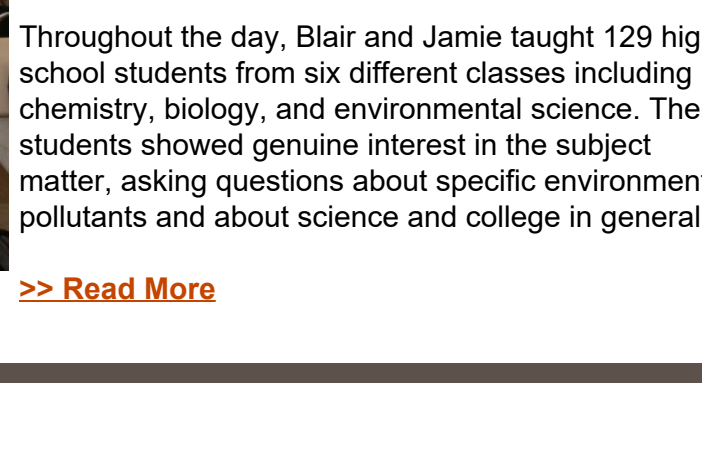 Throughout the day, Blair and Jamie taught 129 hig
school students from six different classes including
chemistry, biology, and environmental science. The
students showed genuine interest in the subject
matter, asking questions about specific environment
pollutants and about science and college in general
>> Read More